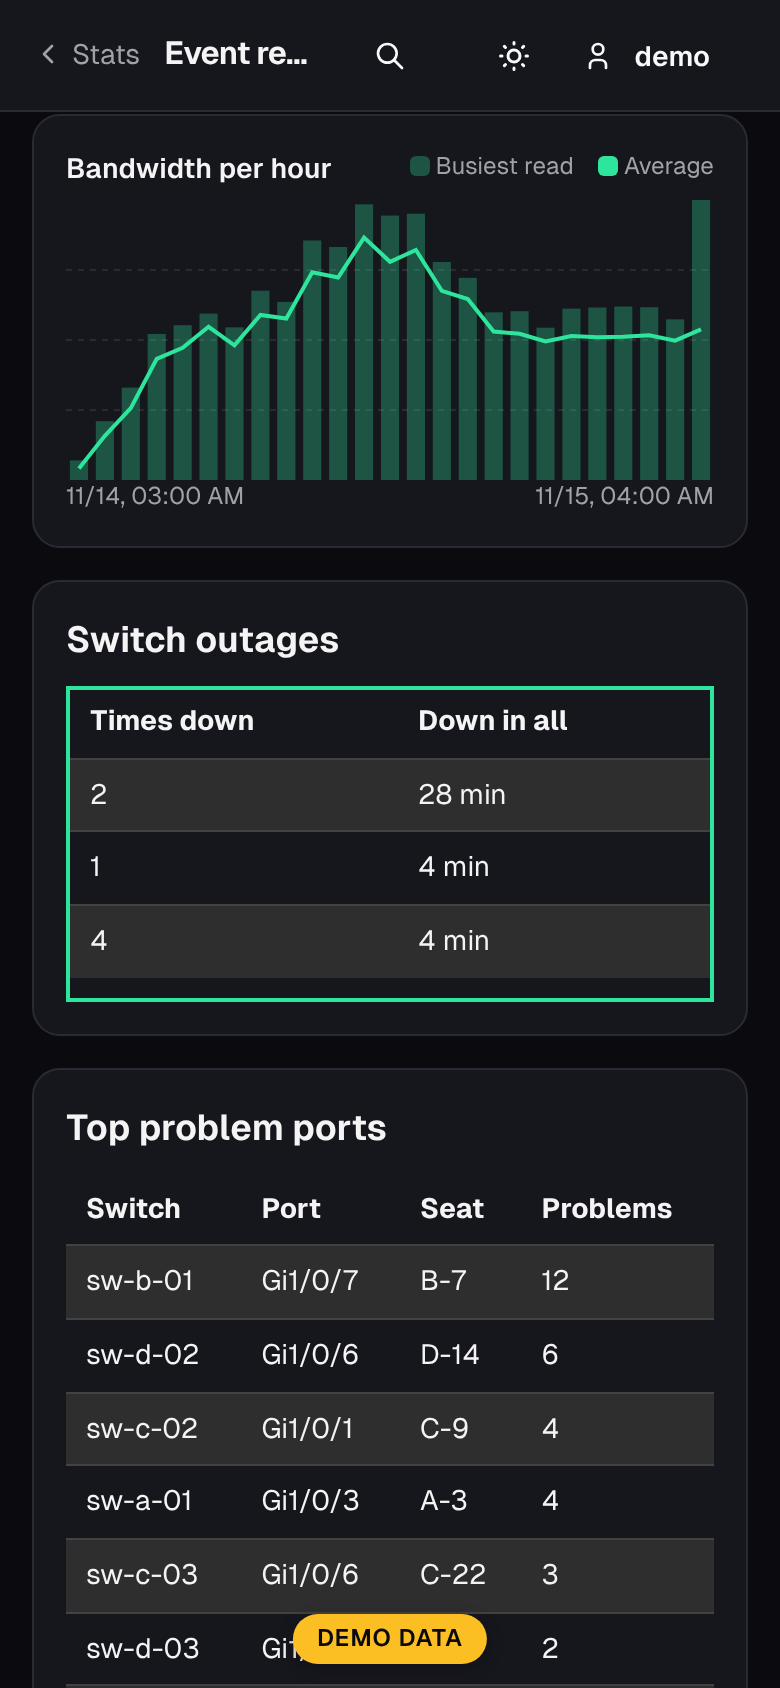 Stats Event re... demo
Bandwidth per hour Busiest read Average
11/14, 03:00 AM 11/15, 04:00 AM
Switch outages
Times down Down in all
2 28 min
1 4 min
4 4 min
Top problem ports
Switch Port Seat Problems
sw-b-01 Gi1/0/7 B-7 12
sw-d-02 Gi1/0/6 D-14 6
sw-c-02 Gi1/0/1 C-9 4
sw-a-01 Gi1/0/3 A-3 4
sw-c-03 Gi1/0/6 C-22 3
sw-d-03 2
DEMO DATA